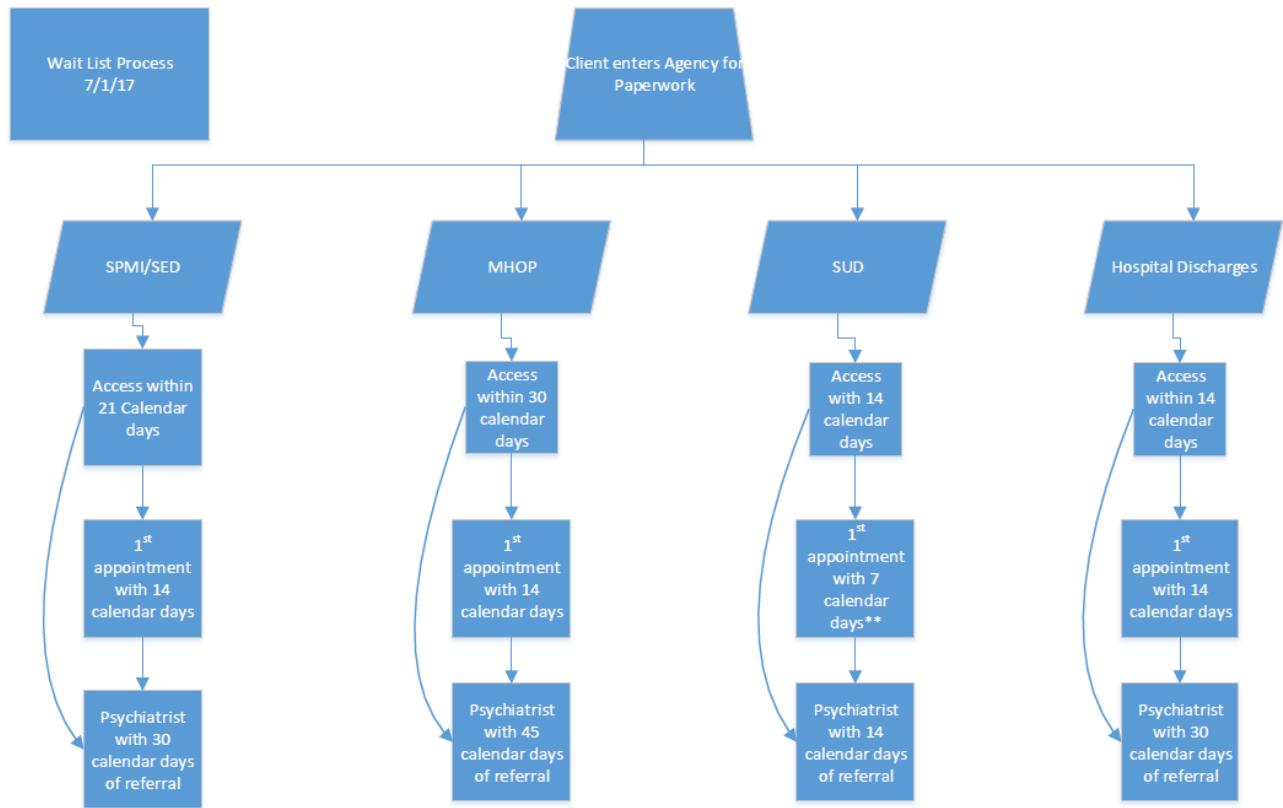 Wait List Process
7/1/17
Client enters Agency for
Paperwork
SPMI/SED
MHOP
SUD
Hospital Discharges
Access within
21 Calendar
days
Access
within 30
calendar
days
Access
with 14
calendar
days
Access
within 14
calendar
days
1st
appointment
with 14
calendar days
1st
appointment
with 14
calendar days
1st
appointment
with 7
calendar
days**
1st
appointment
with 14
calendar days
Psychiatrist
with 30
calendar days
of referral
Psychiatrist
with 45
calendar days
of referral
Psychiatrist
with 14
calendar days
of referral
Psychiatrist
with 30
calendar days
of referral